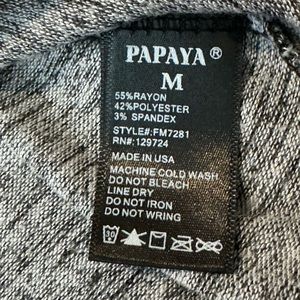 PAPAYA®
M
55%RAYON
42%POLYESTER
3% SPANDEX
STYLE#:FM7281
RN#:129724
MADE IN USA
MACHINE COLD WASH
DO NOT BLEACH
LINE DRY
DO NOT IRON
DO NOT WRING
30